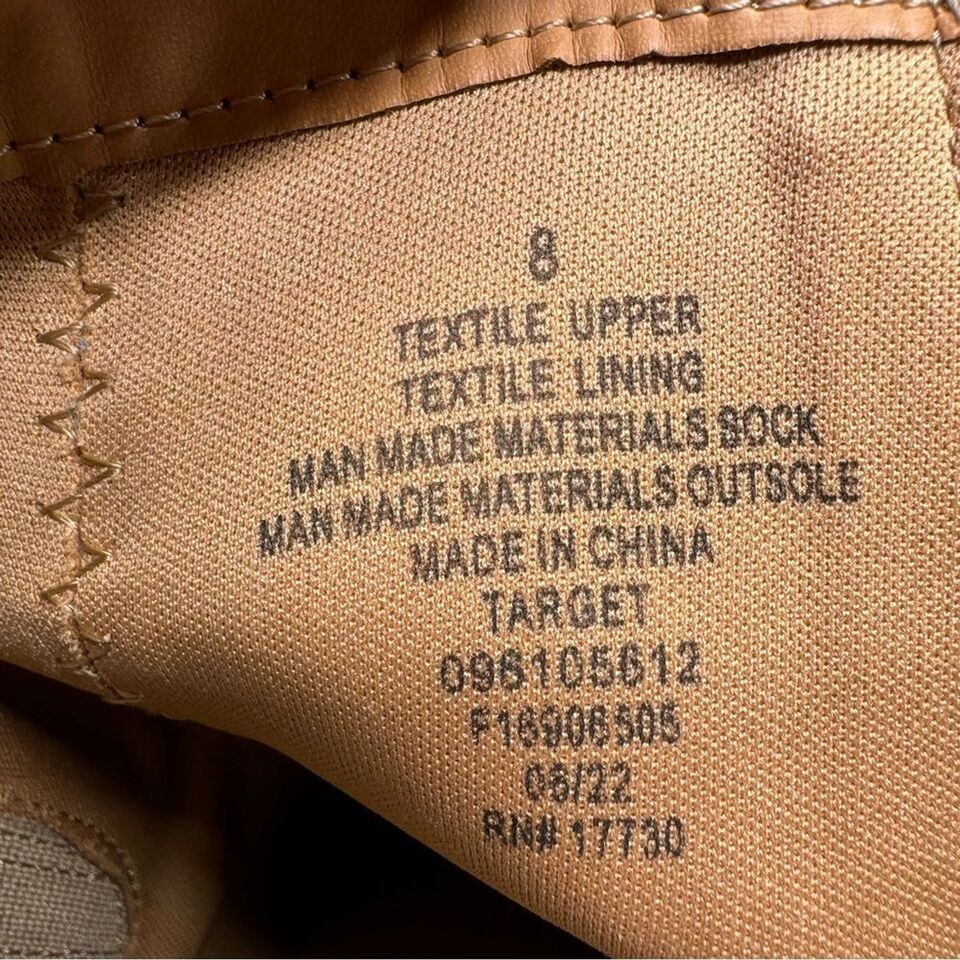 8
TEXTILE UPPER
TEXTILE LINING
MAN MADE MATERIALS SOCK
MAN MADE MATERIALS OUTSOLE
MADE IN CHINA
TARGET
096105612
F16906505
06/22
RN# 17730